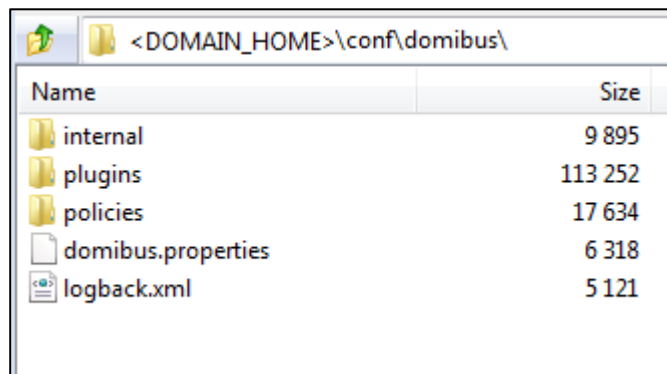 <DOMAIN_HOME>\conf\domibus\
Name Size
internal 9 895
plugins 113 252
policies 17 634
domibus.properties 6 318
logback.xml 5 121